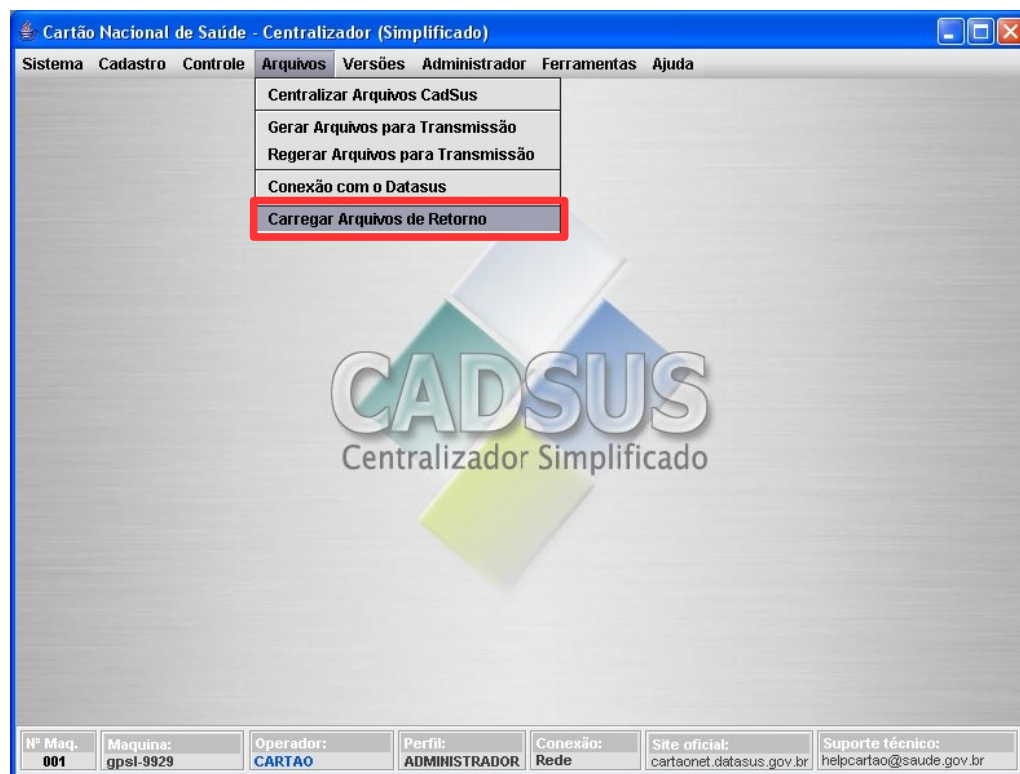 Cartão Nacional de Saúde - Centralizador (Simplificado)
Sistema Cadastro Controle Arquivos Versões Administrador Ferramentas Ajuda
Centralizar Arquivos CadSus
Gerar Arquivos para Transmissão
Regerar Arquivos para Transmissão
Conexão com o Datasus
Carregar Arquivos de Retorno
CADSUS
Centralizador Simplificado
Nº Maq. Maquina: Operador: Perfil: Conexão: Site oficial: Suporte técnico:
001 gpsl-9929 CARTAO ADMINISTRADOR Rede cartaonet.datasus.gov.br helpcartao@saude.gov.br